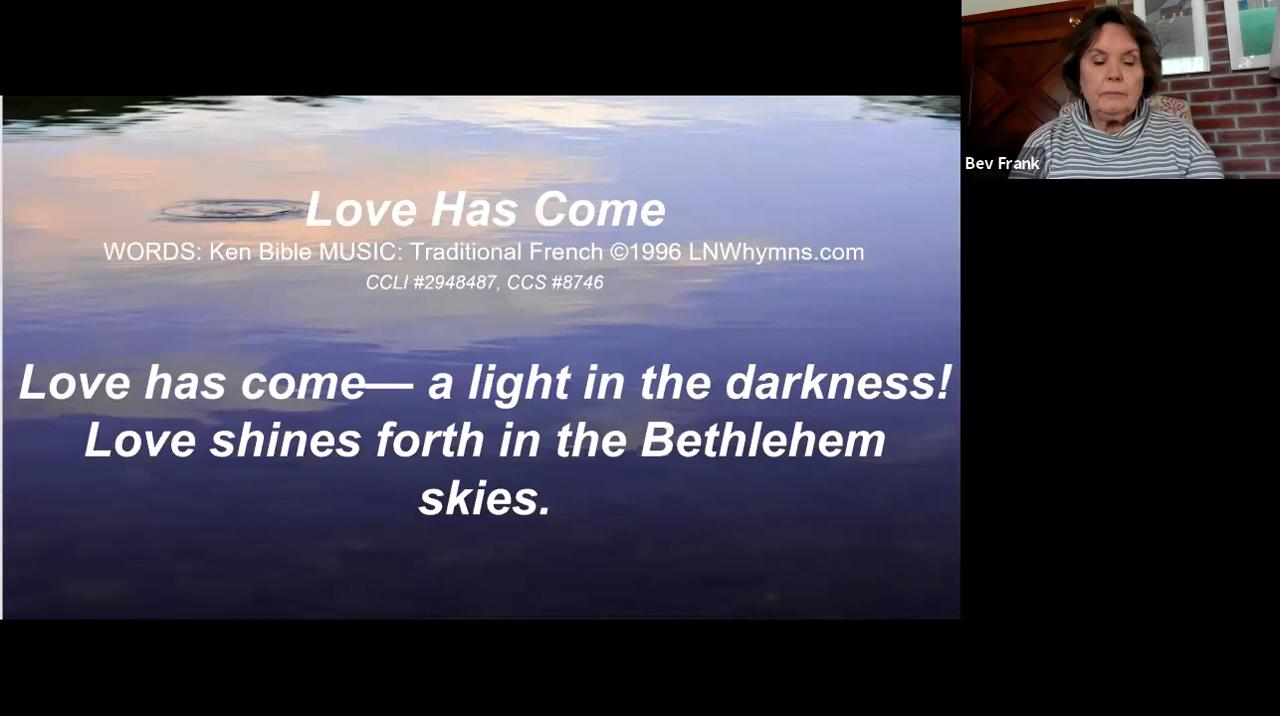 Love Has Come
WORDS: Ken Bible MUSIC: Traditional French ©1996 LNWhymns.com
CCLI #2948487, CCS #8746
Love has come— a light in the darkness!
Love shines forth in the Bethlehem
skies.
Bev Frank